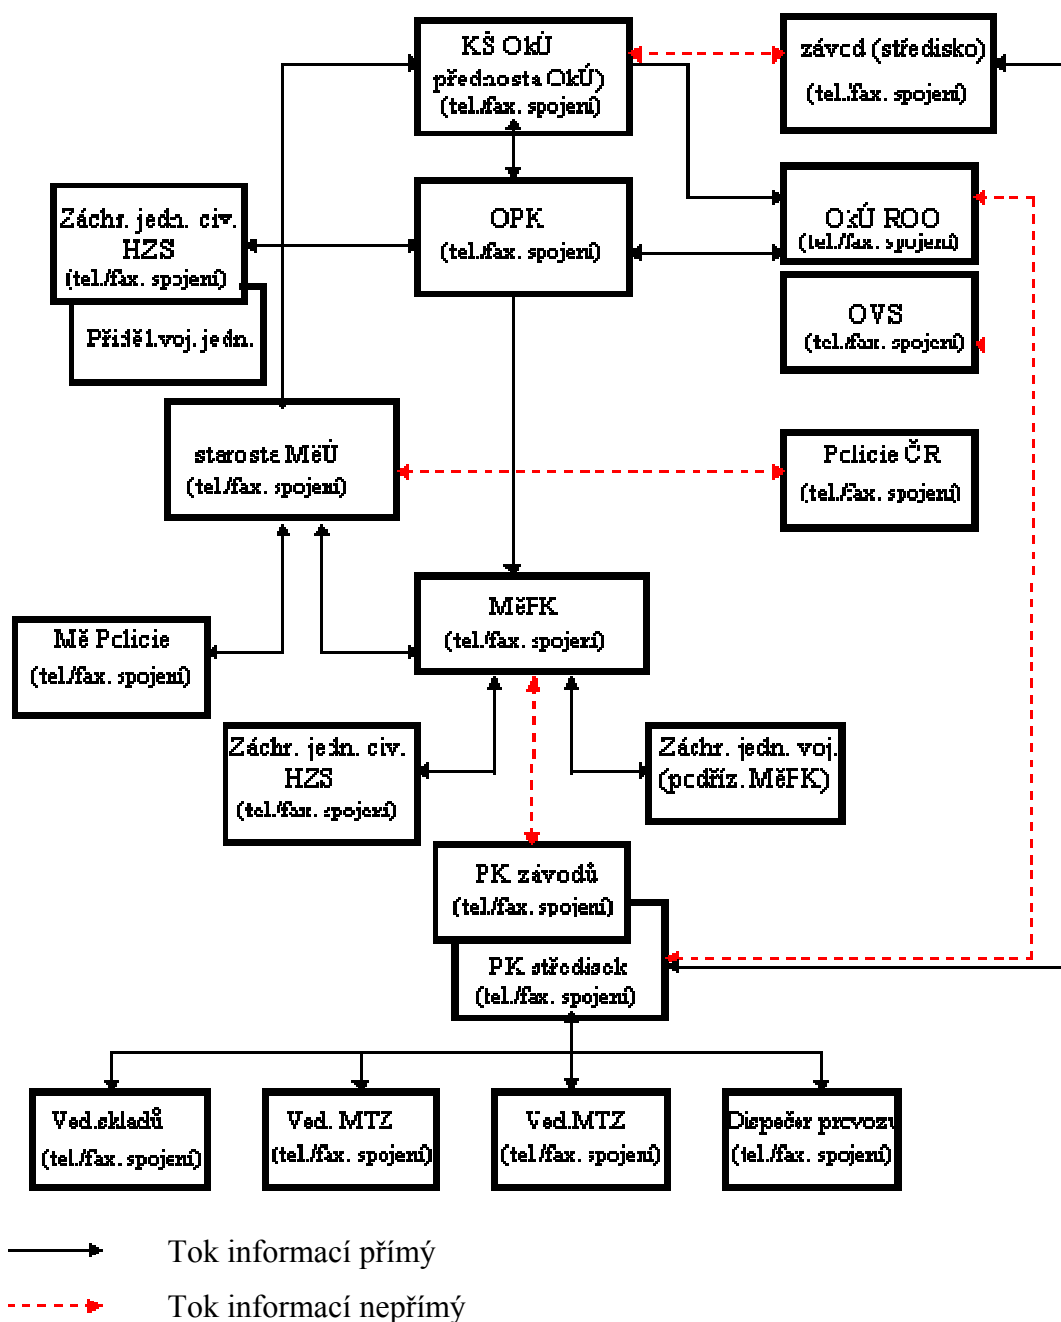 KŠ OkÚ
přednosta OkÚ)
(tel./fax. spojení)
závod (středisko)
(tel./fax. spojení)
Záchr. jedn. civ.
HZS
(tel./fax. spojení)
Přiděl.voj. jedn.
OPK
(tel./fax. spojení)
OkÚ ROO
(tel./fax. spojení)
OVS
(tel./fax. spojení)
starosta MěÚ
(tel./fax. spojení)
Policie ČR
(tel./fax. spojení)
MěPK
(tel./fax. spojení)
Mě Policie
(tel./fax. spojení)
Záchr. jedn. civ.
HZS
(tel./fax. spojení)
Záchr. jedn. voj.
(podříz. MěPK)
PK závodů
(tel./fax. spojení)
PK středisek
(tel./fax. spojení)
Ved.skladů
(tel./fax. spojení)
Ved. MTZ
(tel./fax. spojení)
Ved.MTZ
(tel./fax. spojení)
Dispečer provozu
(tel./fax. spojení)
Tok informací přímý
Tok informací nepřímý